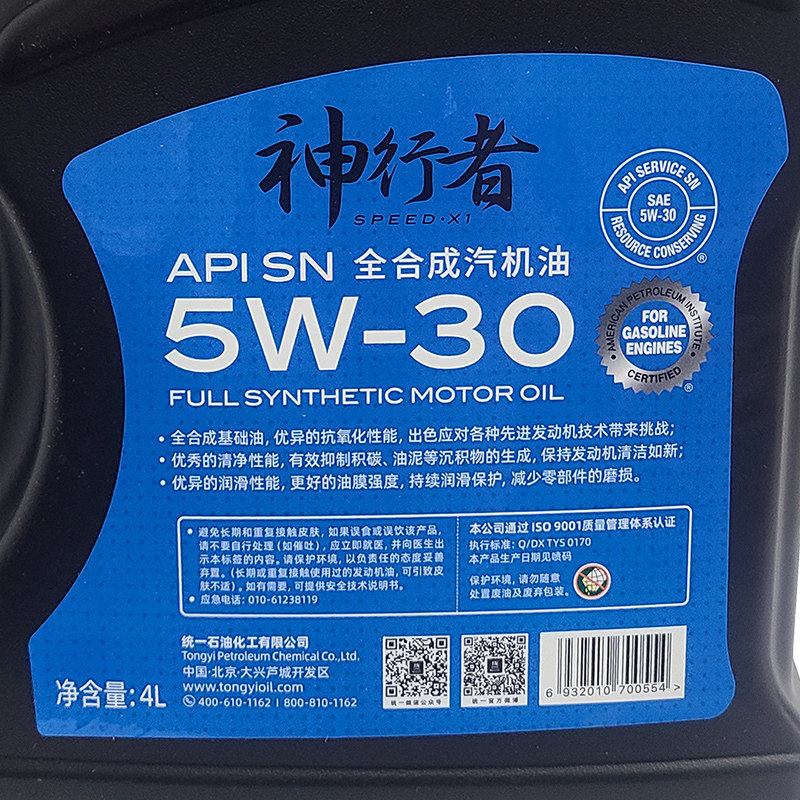 神行者
SPEED·X1
API SN 全合成汽机油
5W-30
FULL SYNTHETIC MOTOR OIL
API SERVICE SN
SAE
5W-30
RESOURCE CONSERVING
®
AMERICAN PETROLEUM INSTITUTE
FOR
GASOLINE
ENGINES
CERTIFIED
®
• 全合成基础油, 优异的抗氧化性能, 出色应对各种先进发动机技术带来挑战;
• 优秀的清净性能, 有效抑制积碳、油泥等沉积物的生成, 保持发动机清洁如新;
• 优异的润滑性能, 更好的油膜强度, 持续润滑保护, 减少零部件的磨损。
• 避免长期和重复接触皮肤, 如果误食或误饮该产品,
请不要自行处理 (如催吐), 应立即就医, 并向医生出
示本标签的内容。请保护环境, 以负责任的态度妥善
弃置。(长期或重复接触使用过的发动机油, 可引致皮
肤不适)。如有需要, 可提供安全技术说明书。
• 应急电话: 010-61238119
本公司通过 ISO 9001质量管理体系认证
执行标准: Q/DX TYS 0170
本产品生产日期见喷码
保护环境, 请勿随意
处置废油及废弃包装。
净含量: 4L
统一石油化工有限公司
Tongyi Petroleum Chemical Co., Ltd.
中国·北京·大兴芦城开发区
www.tongyioil.com
400-610-1162 | 800-810-1162
统一微信公众号
统一官方微博
6 932010 700554 >